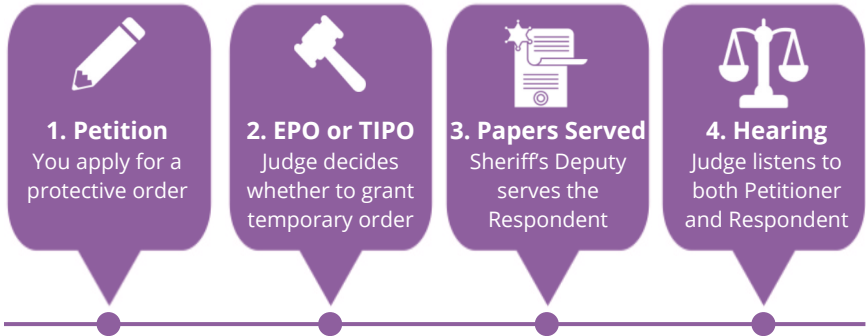 1. Petition
You apply for a
protective order
2. EPO or TIPO
Judge decides
whether to grant
temporary order
3. Papers Served
Sheriff's Deputy
serves the
Respondent
4. Hearing
Judge listens to
both Petitioner
and Respondent